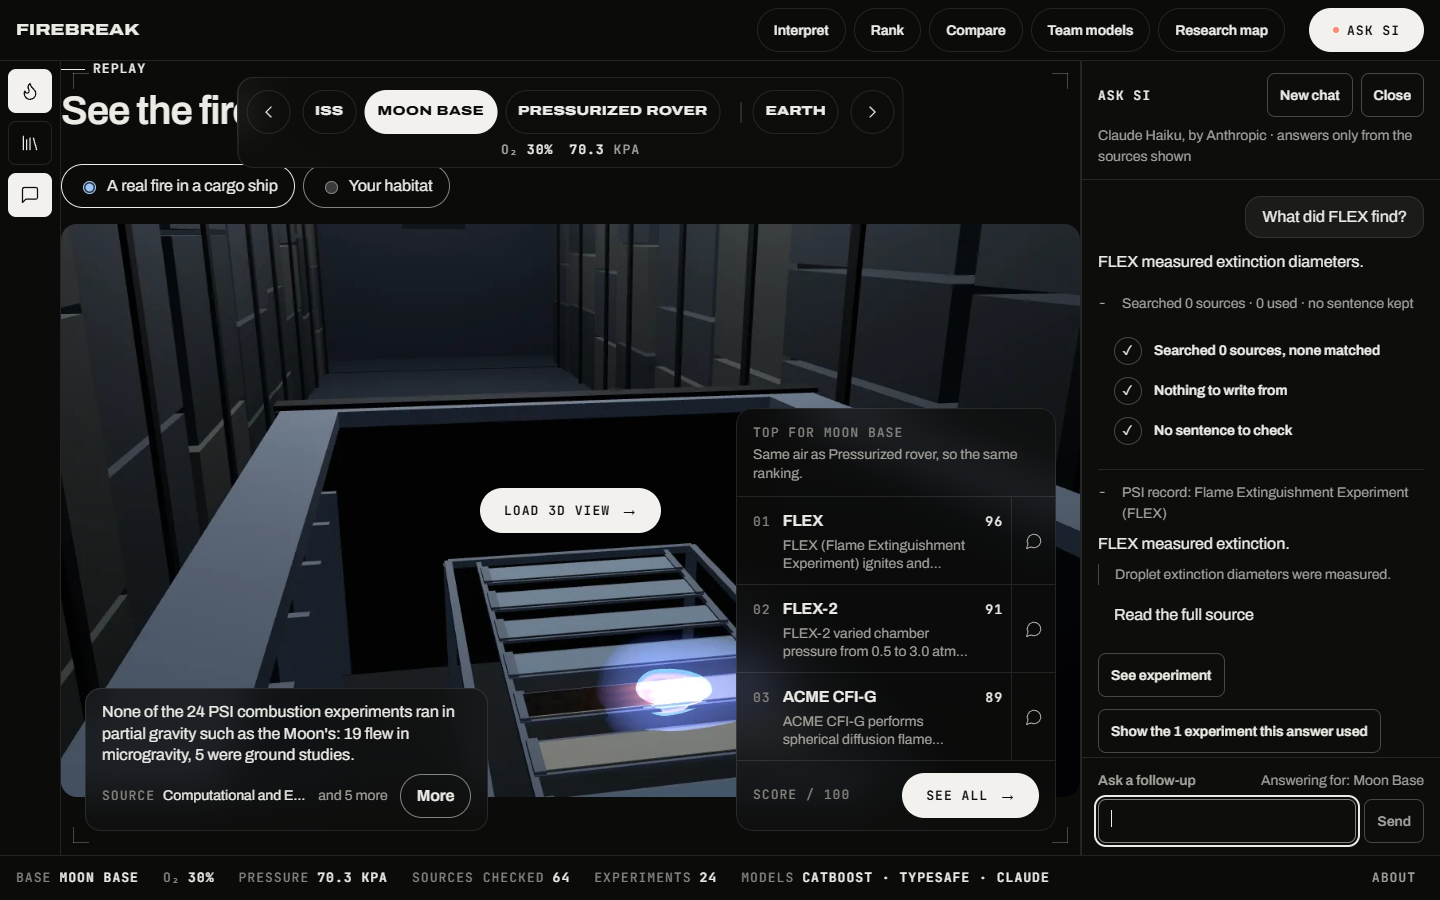 FIREBREAK
Interpret
Rank
Compare
Team models
Research map
ASK SI
REPLAY
See the fir
ISS
MOON BASE
PRESSURIZED ROVER
EARTH
O₂ 30% 70.3 KPA
A real fire in a cargo ship
Your habitat
LOAD 3D VIEW →
TOP FOR MOON BASE
Same air as Pressurized rover, so the same
ranking.
01 FLEX 96
FLEX (Flame Extinguishment
Experiment) ignites and...
02 FLEX-2 91
FLEX-2 varied chamber
pressure from 0.5 to 3.0 atm...
03 ACME CFI-G 89
ACME CFI-G performs
spherical diffusion flame...
SCORE / 100
SEE ALL →
None of the 24 PSI combustion experiments ran in
partial gravity such as the Moon's: 19 flew in
microgravity, 5 were ground studies.
SOURCE Computational and E... and 5 more
More
ASK SI
New chat
Close
Claude Haiku, by Anthropic · answers only from the
sources shown
What did FLEX find?
FLEX measured extinction diameters.
- Searched 0 sources · 0 used · no sentence kept
✓ Searched 0 sources, none matched
✓ Nothing to write from
✓ No sentence to check
- PSI record: Flame Extinguishment Experiment
(FLEX)
FLEX measured extinction.
Droplet extinction diameters were measured.
Read the full source
See experiment
Show the 1 experiment this answer used
Ask a follow-up
Answering for: Moon Base
Send
BASE MOON BASE O₂ 30% PRESSURE 70.3 KPA SOURCES CHECKED 64 EXPERIMENTS 24 MODELS CATBOOST · TYPESAFE · CLAUDE
ABOUT